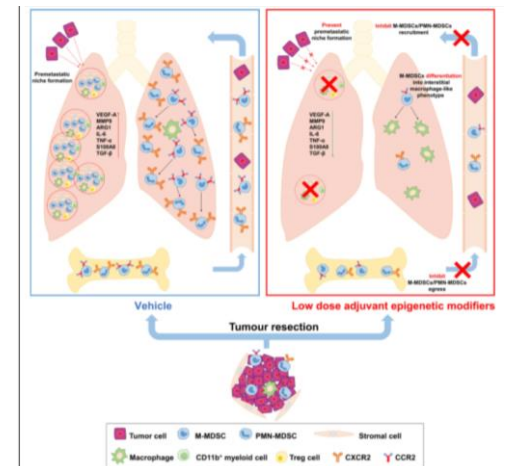 Premetastatic
niche formation
VEGF-A
MMP9
ARG1
IL-6
TNF-α
S100A8
TGF-β
Prevent
premetastatic
niche formation
Inhibit M-MDSCs/PMN-MDSCs
recruitment
M-MDSCs differentiation
into interstitial
macrophage-like
phenotype
VEGF-A
MMP9
ARG1
IL-6
TNF-α
S100A8
TGF-β
Inhibit
M-MDSCs/PMN-MDSCs
egress
Vehicle
Low dose adjuvant epigenetic modifiers
Tumour resection
Tumor cell M-MDSC PMN-MDSC Stromal cell
Macrophage CD11b⁺ myeloid cell Treg cell CXCR2 CCR2